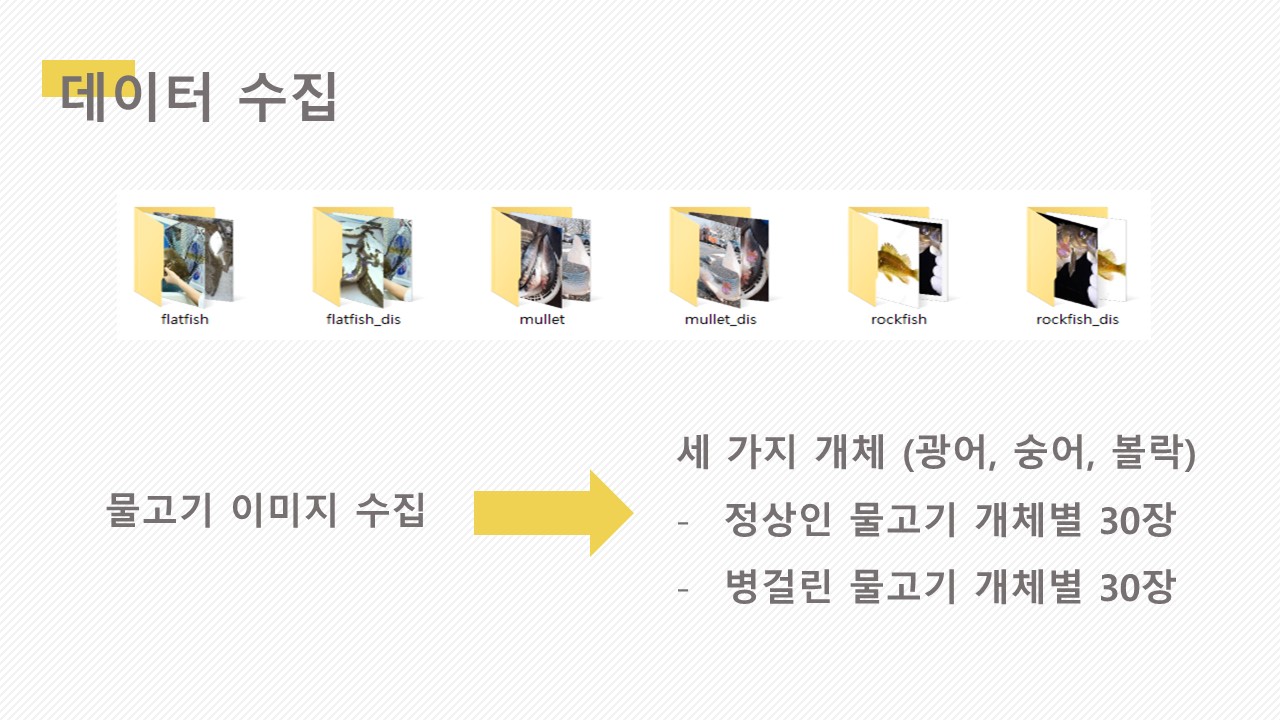 데이터 수집
flatfish
flatfish_dis
mullet
mullet_dis
rockfish
rockfish_dis
물고기 이미지 수집
세 가지 개체 (광어, 숭어, 볼락)
- 정상인 물고기 개체별 30장
- 병걸린 물고기 개체별 30장